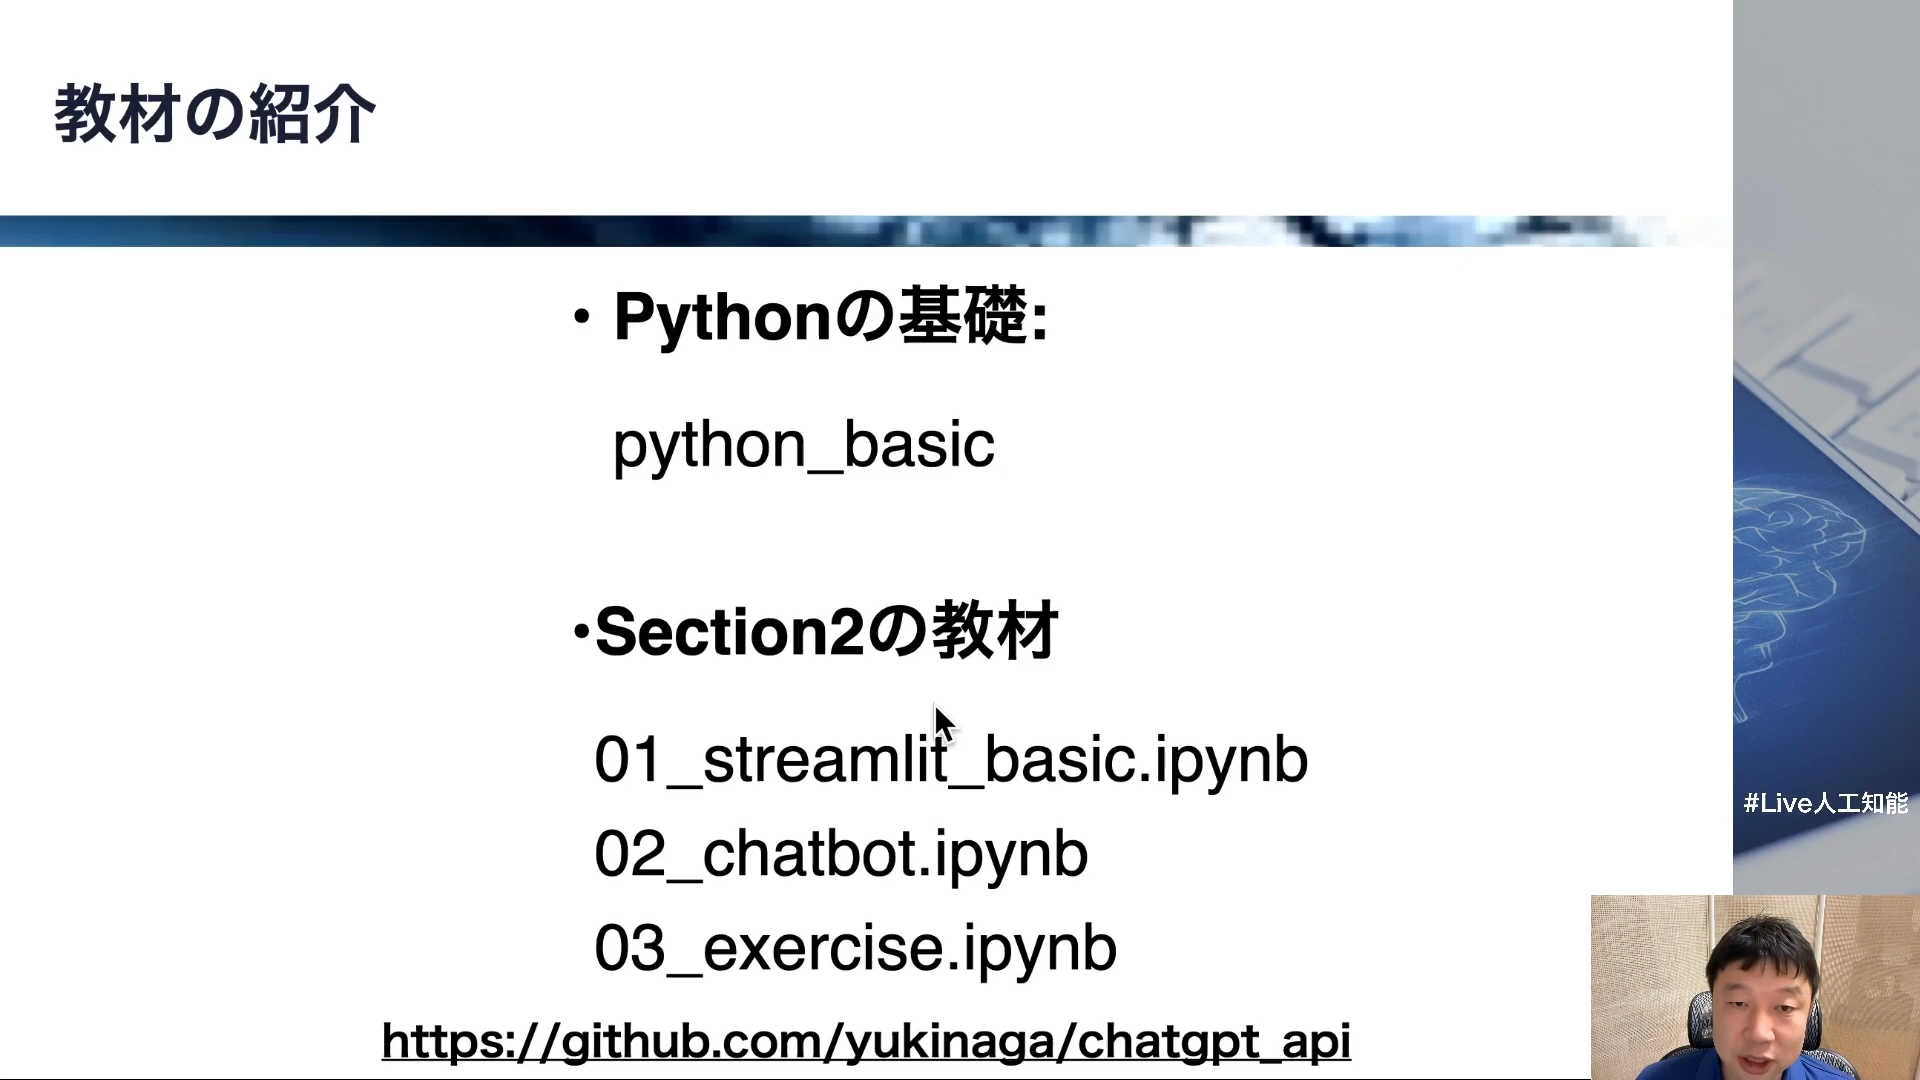 教材の紹介
・Pythonの基礎:
python_basic
・Section2の教材
01_streamlit_basic.ipynb
02_chatbot.ipynb
03_exercise.ipynb
https://github.com/yukinaga/chatgpt_api
#Live人工知能